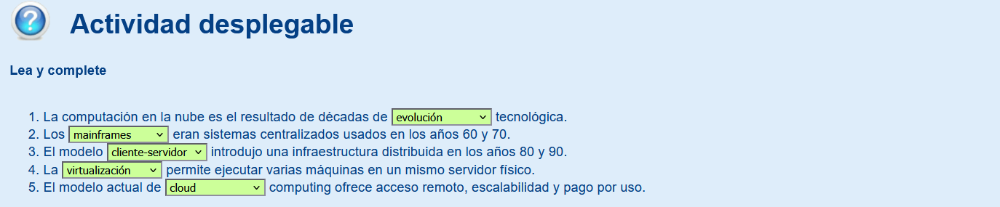 Actividad desplegable
Lea y complete
1. La computación en la nube es el resultado de décadas de evolución tecnológica.
2. Los mainframes eran sistemas centralizados usados en los años 60 y 70.
3. El modelo cliente-servidor introdujo una infraestructura distribuida en los años 80 y 90.
4. La virtualización permite ejecutar varias máquinas en un mismo servidor físico.
5. El modelo actual de cloud computing ofrece acceso remoto, escalabilidad y pago por uso.